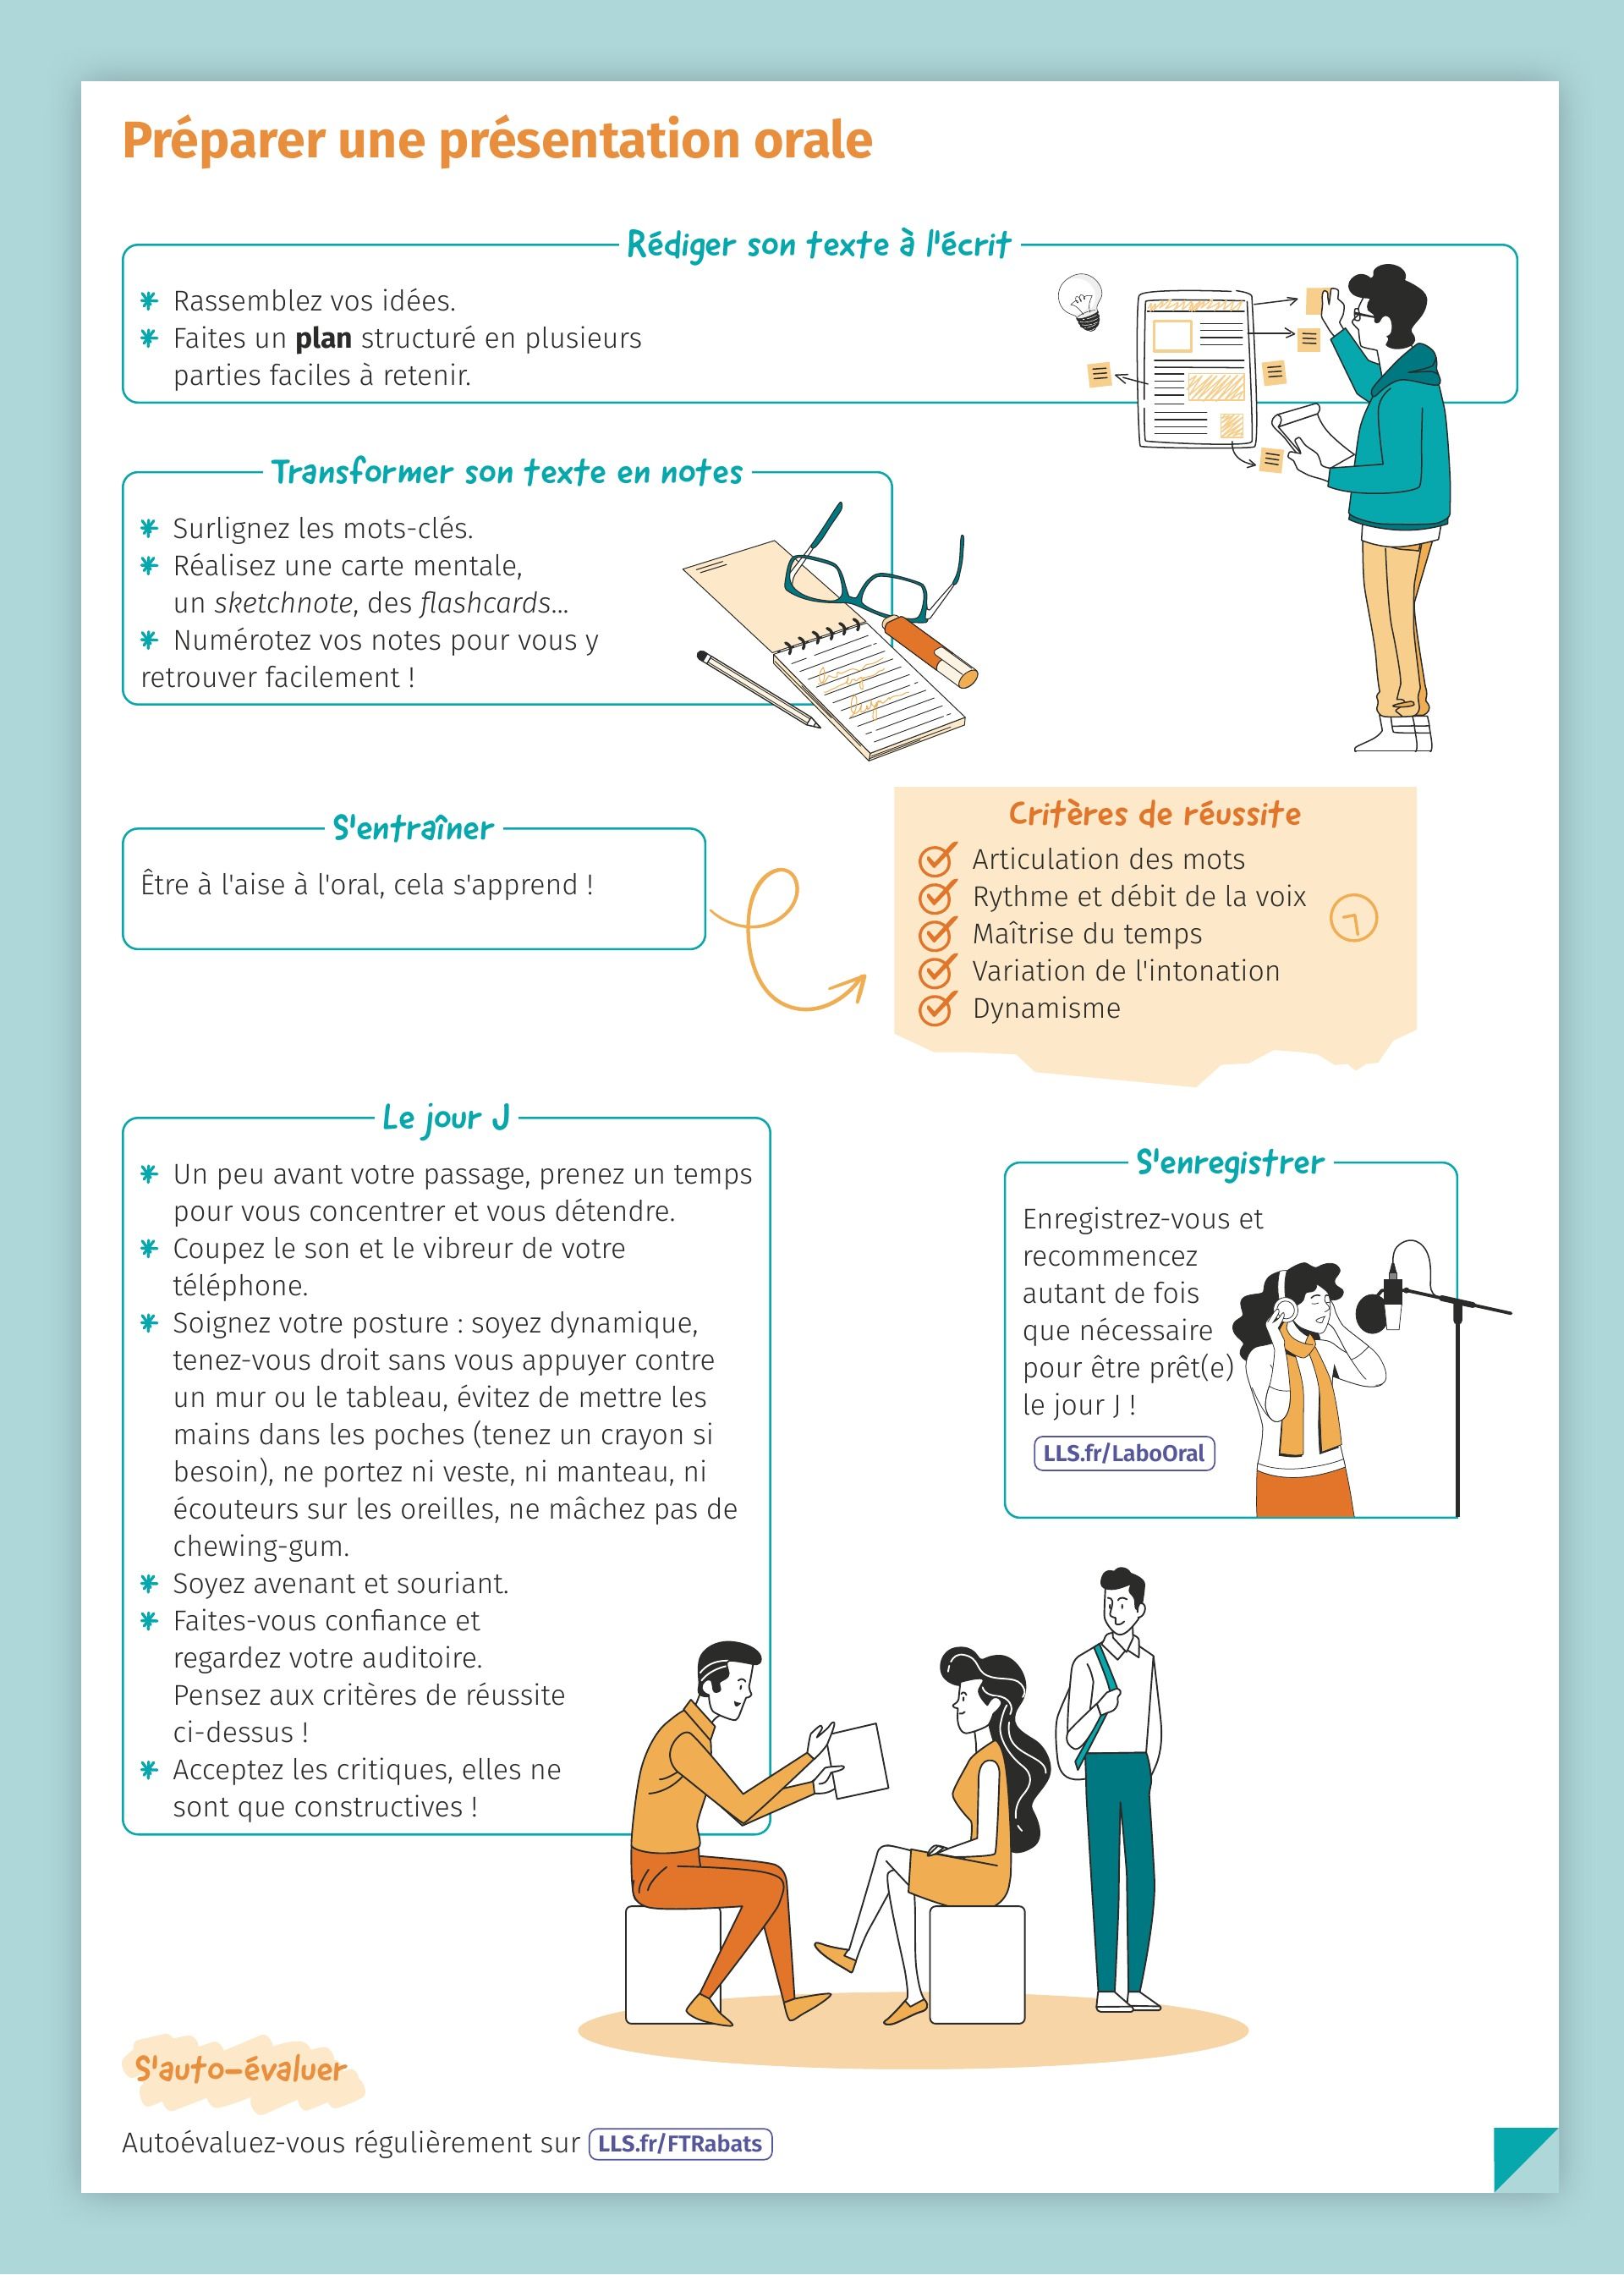 Préparer une présentation orale
Rédiger son texte à l'écrit
* Rassemblez vos idées.
* Faites un plan structuré en plusieurs
parties faciles à retenir.
Transformer son texte en notes
* Surlignez les mots-clés.
* Réalisez une carte mentale,
un sketchnote, des flashcards...
* Numérotez vos notes pour vous y
retrouver facilement !
S'entraîner
Être à l'aise à l'oral, cela s'apprend !
Critères de réussite
Articulation des mots
Rythme et débit de la voix
Maîtrise du temps
Variation de l'intonation
Dynamisme
Le jour J
* Un peu avant votre passage, prenez un temps
pour vous concentrer et vous détendre.
* Coupez le son et le vibreur de votre
téléphone.
* Soignez votre posture : soyez dynamique,
tenez-vous droit sans vous appuyer contre
un mur ou le tableau, évitez de mettre les
mains dans les poches (tenez un crayon si
besoin), ne portez ni veste, ni manteau, ni
écouteurs sur les oreilles, ne mâchez pas de
chewing-gum.
* Soyez avenant et souriant.
* Faites-vous confiance et
regardez votre auditoire.
Pensez aux critères de réussite
ci-dessus !
* Acceptez les critiques, elles ne
sont que constructives !
S'enregistrer
Enregistrez-vous et
recommencez
autant de fois
que nécessaire
pour être prêt(e)
le jour J !
LLS.fr/LaboOral
S'auto-évaluer
Autoévaluez-vous régulièrement sur LLS.fr/FTRabats